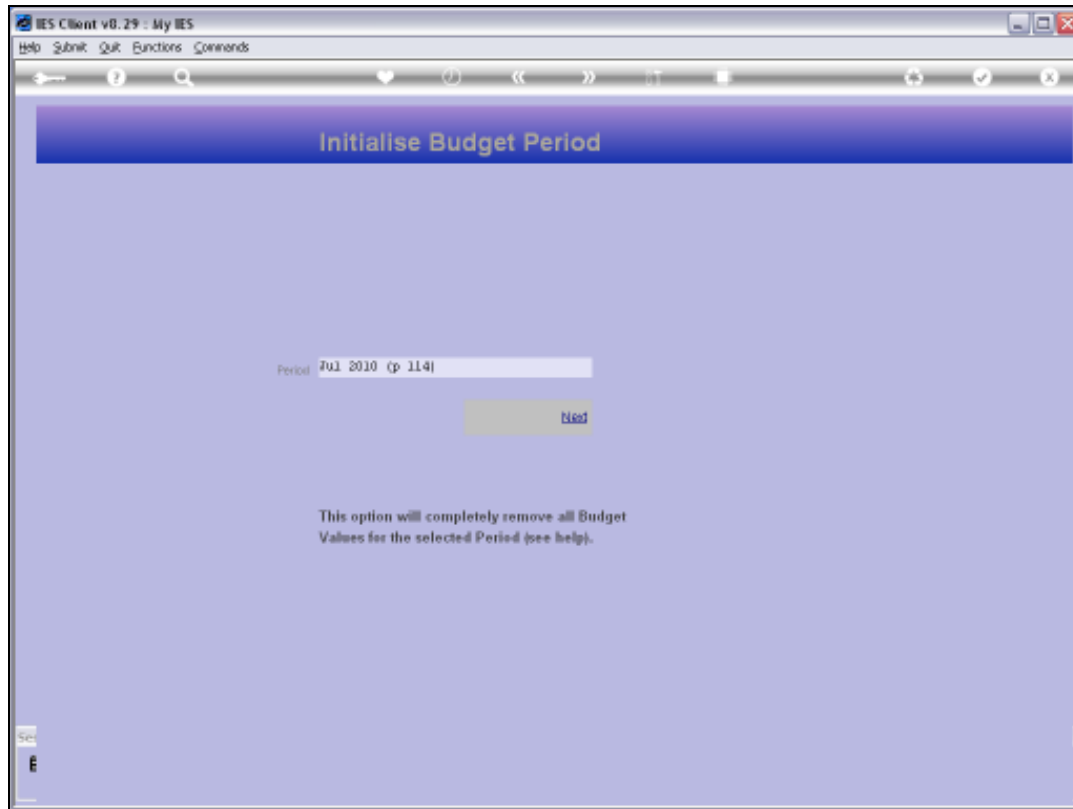 IES Client v8.29 : My IES
Help Submit Quit Functions Commands
Initialise Budget Period
Period Jul 2010 (p 114)
Next
This option will completely remove all Budget
Values for the selected Period (see help).
Se
E